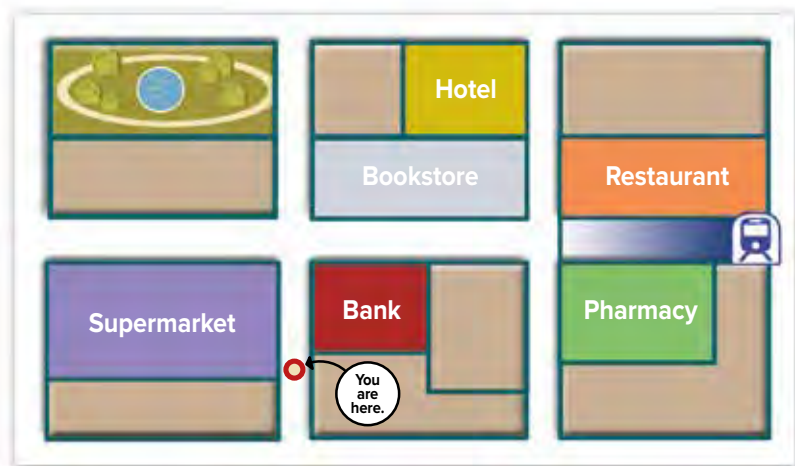 Hotel
Bookstore
Restaurant
Supermarket
Bank
Pharmacy
You
are
here.